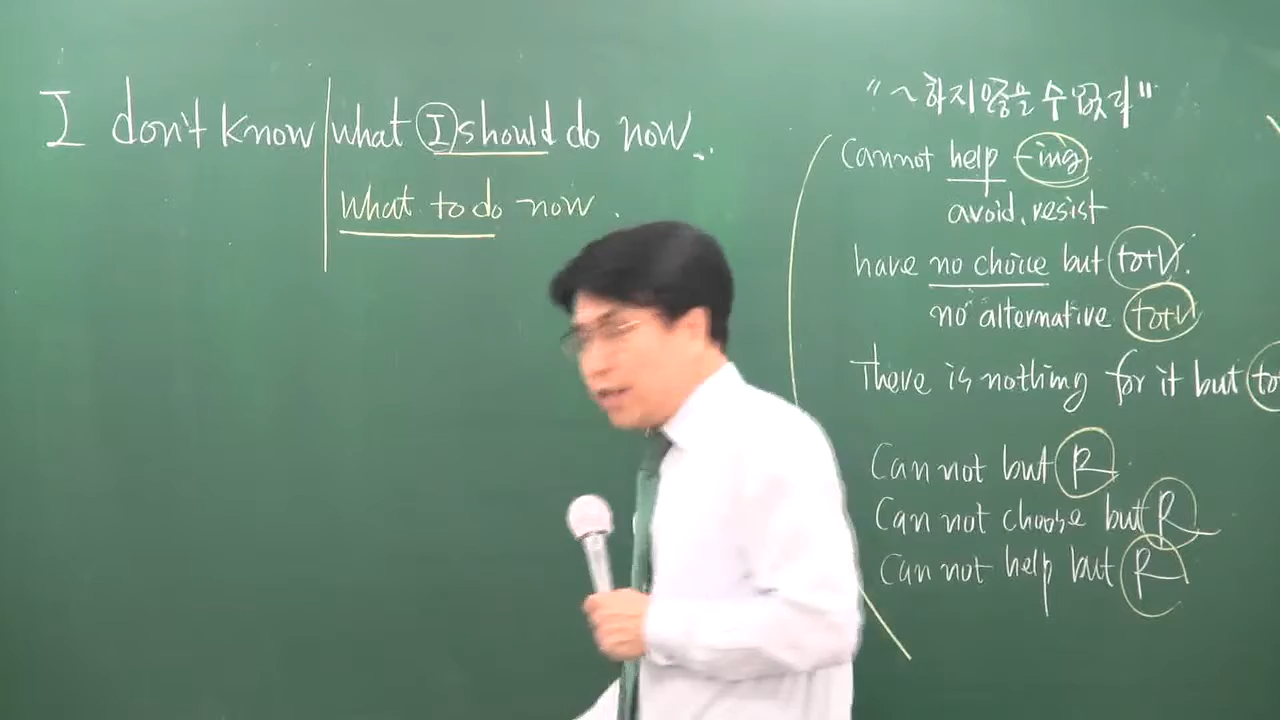 I don't know what I should do now.
what to do now.
"~하지 않을 수 없다"
cannot help -ing
avoid, resist
have no choice but to+V.
no alternative to+V
There is nothing for it but to
Can not but R
Can not choose but R
Can not help but R